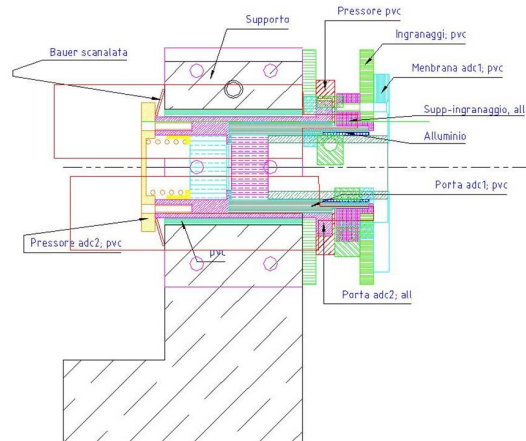 Pressore pvc
Supporto
Ingranaggi; pvc
Bauer scanalata
Menbrana adc1; pvc
Supp-ingranaggio, all
Alluminio
Porta adc1; pvc
Pressore adc2; pvc
pvc
Porta adc2; all